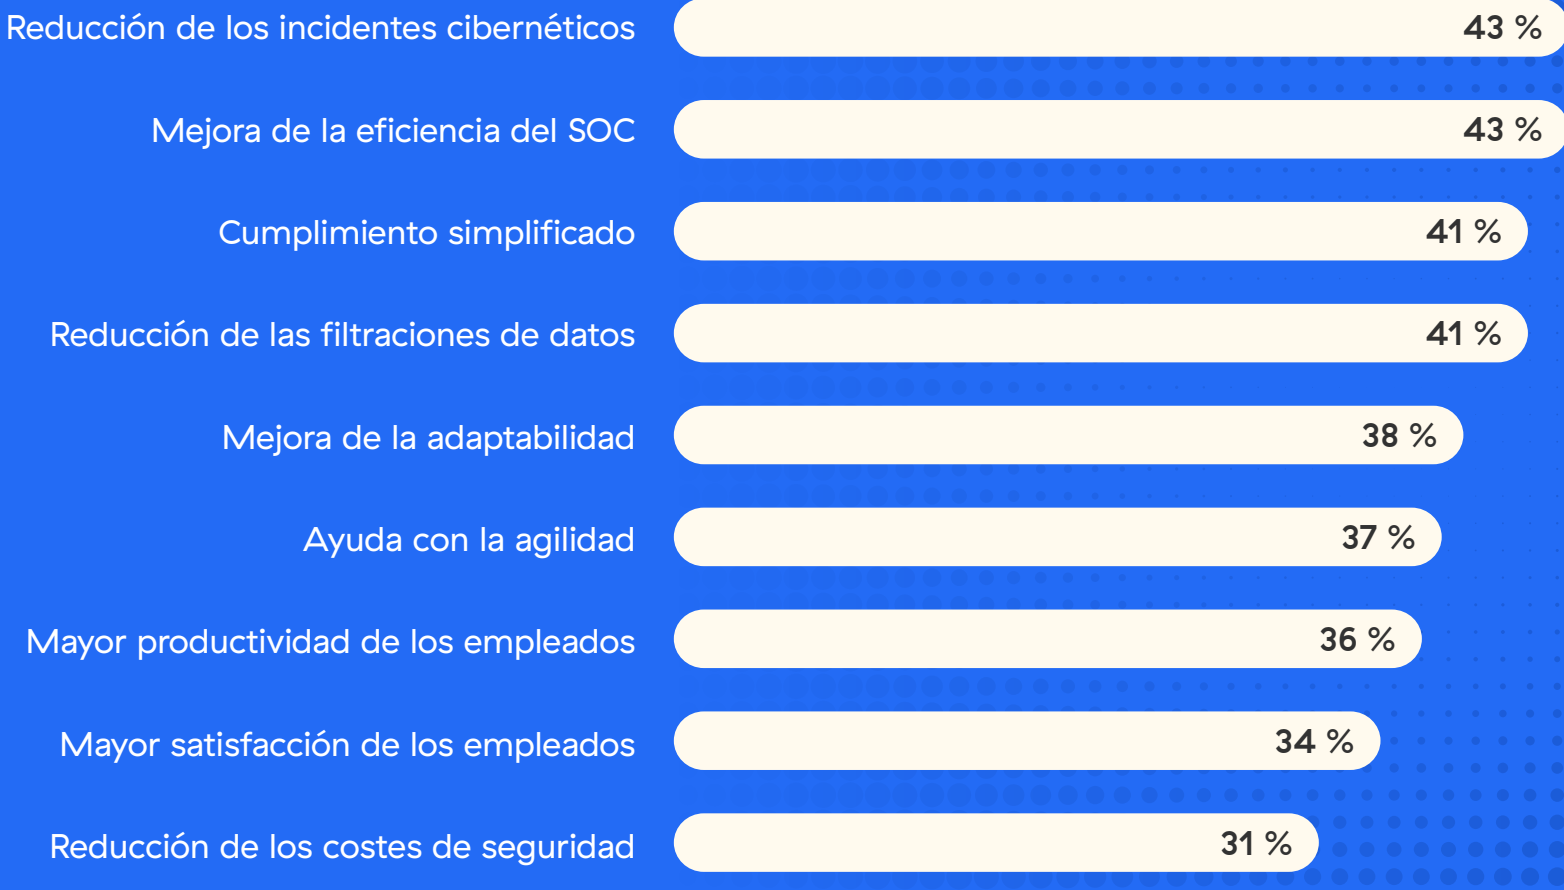 Reducción de los incidentes cibernéticos 43 %
Mejora de la eficiencia del SOC 43 %
Cumplimiento simplificado 41 %
Reducción de las filtraciones de datos 41 %
Mejora de la adaptabilidad 38 %
Ayuda con la agilidad 37 %
Mayor productividad de los empleados 36 %
Mayor satisfacción de los empleados 34 %
Reducción de los costes de seguridad 31 %